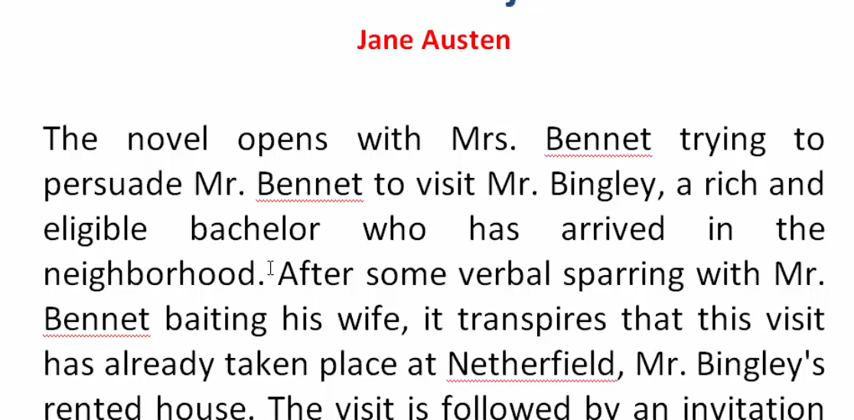 Jane Austen
The novel opens with Mrs. Bennet trying to
persuade Mr. Bennet to visit Mr. Bingley, a rich and
eligible bachelor who has arrived in the
neighborhood. After some verbal sparring with Mr.
Bennet baiting his wife, it transpires that this visit
has already taken place at Netherfield, Mr. Bingley's
rented house. The visit is followed by an invitation